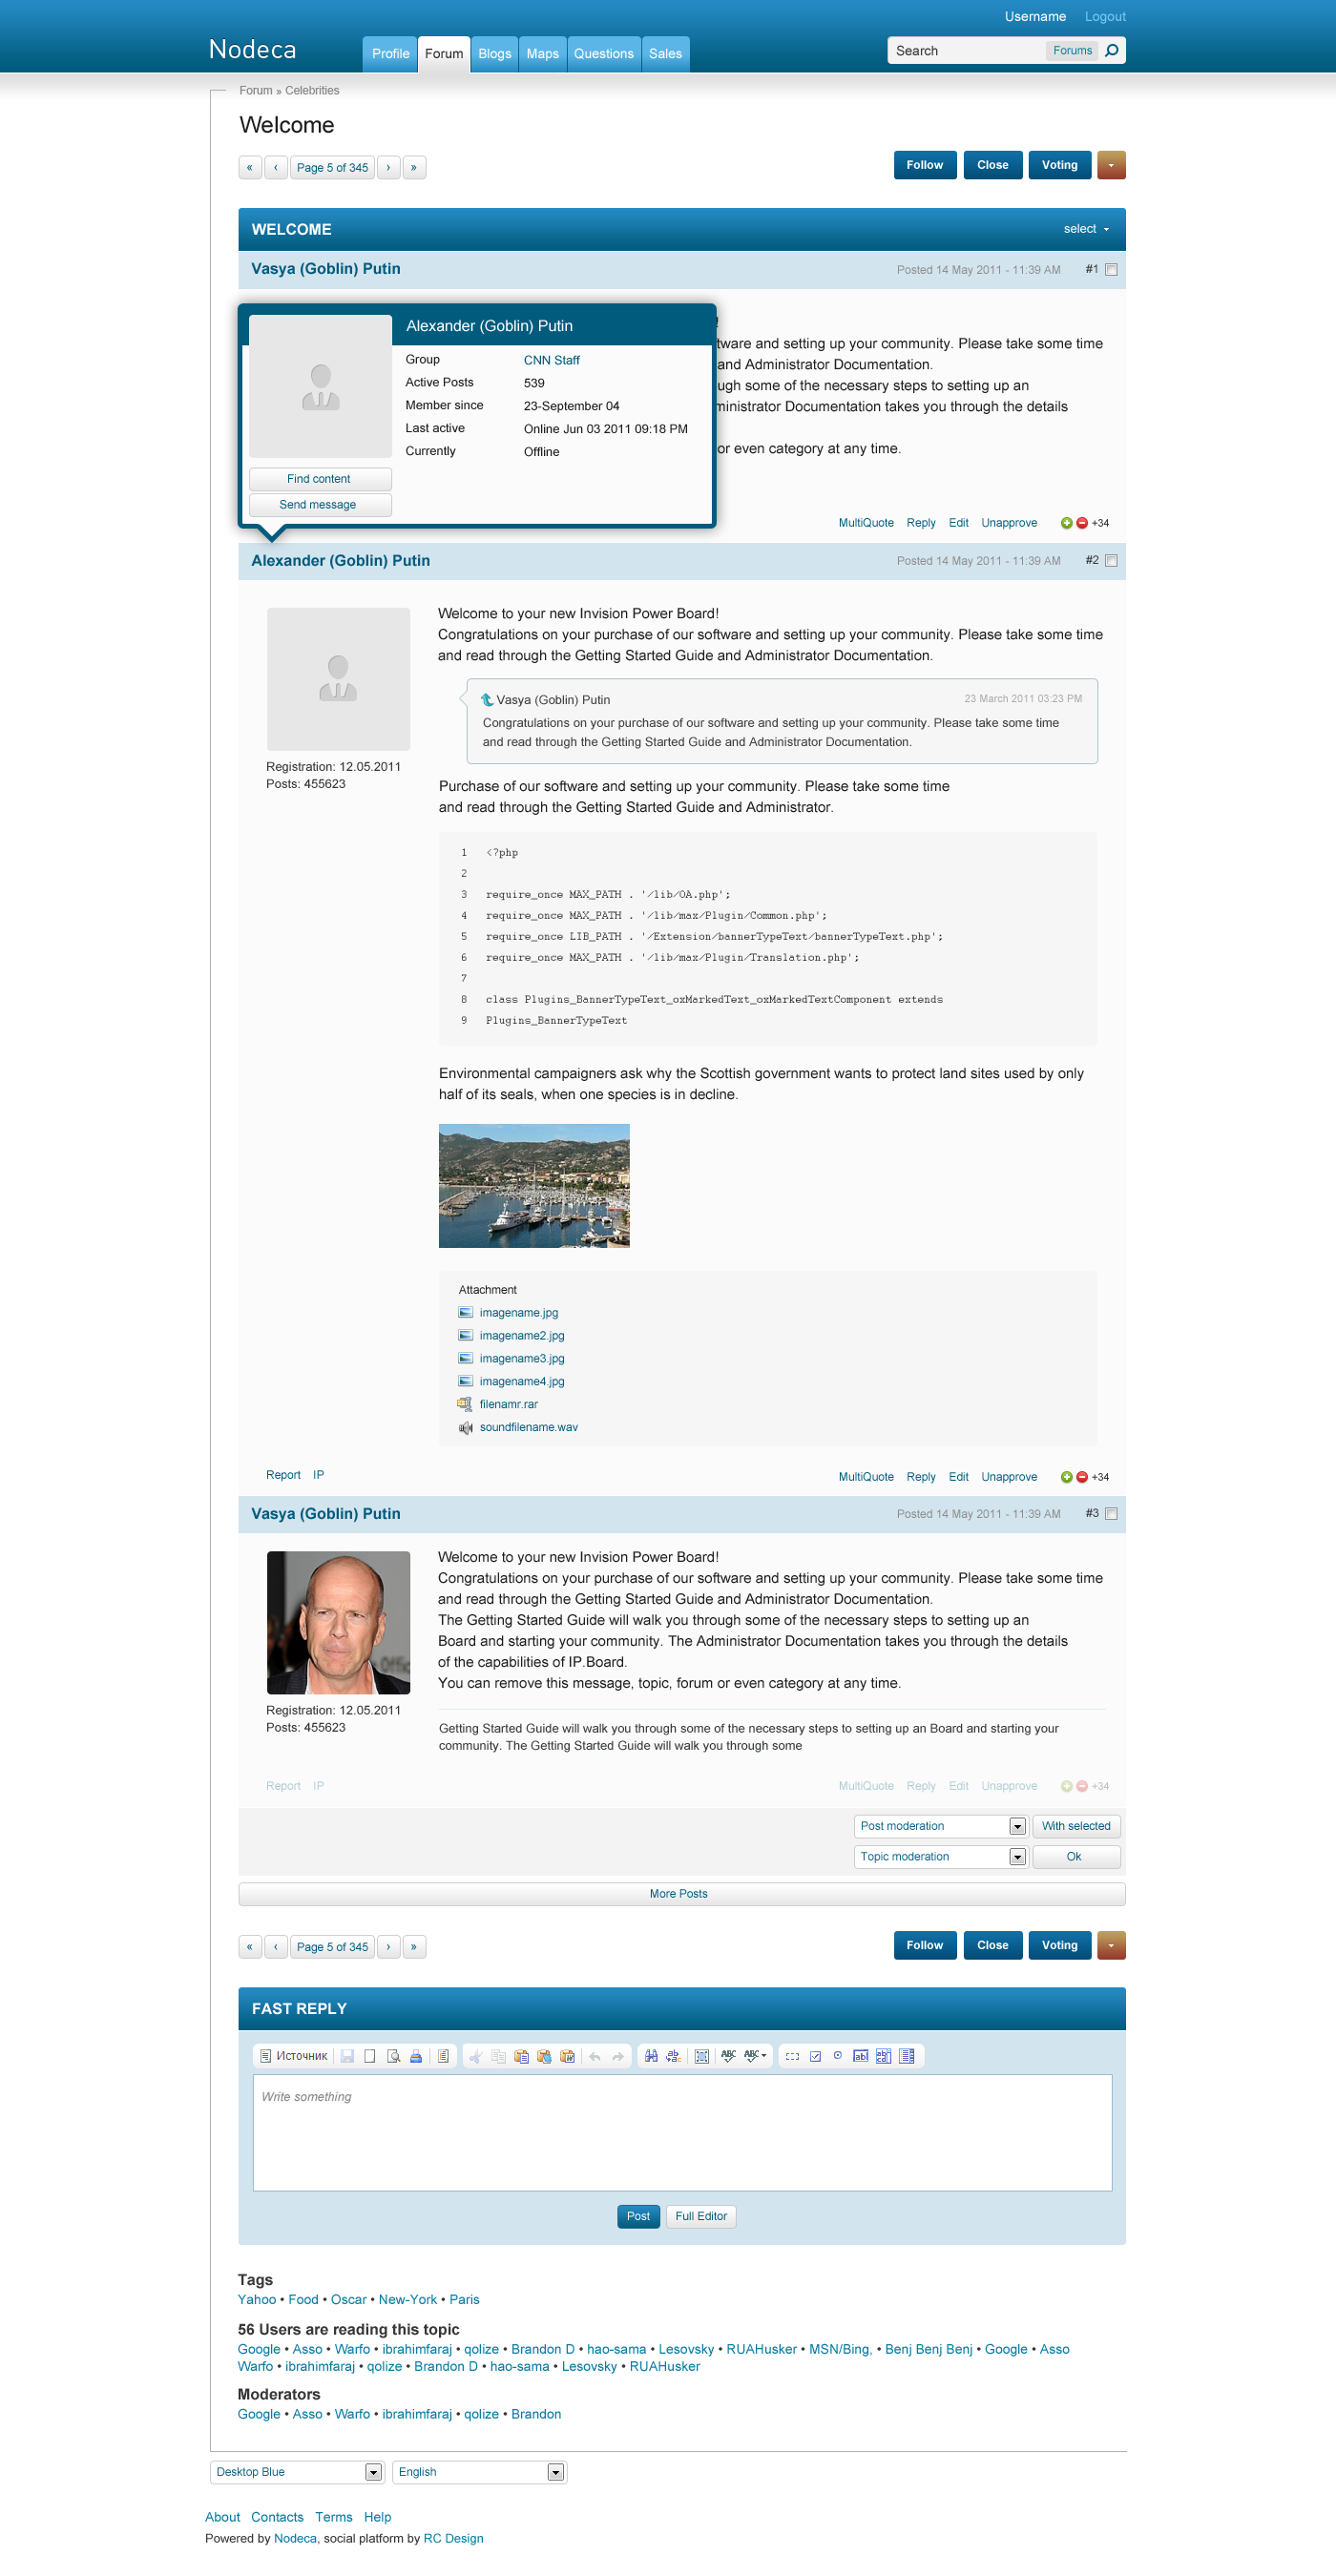 Username Logout
Nodeca Profile Forum Blogs Maps Questions Sales Search Forums
Forum » Celebrities
Welcome
« ‹ Page 5 of 345 › » Follow Close Voting
WELCOME select
Vasya (Goblin) Putin Posted 14 May 2011 - 11:39 AM #1
Alexander (Goblin) Putin !
Group CNN Staff
tware and setting up your community. Please take some time
and Administrator Documentation.
Active Posts 539
ugh some of the necessary steps to setting up an
Member since 23-September 04
ministrator Documentation takes you through the details
Last active Online Jun 03 2011 09:18 PM
Currently Offline
or even category at any time.
Find content
Send message
MultiQuote Reply Edit Unapprove +34
Alexander (Goblin) Putin Posted 14 May 2011 - 11:39 AM #2
Welcome to your new Invision Power Board!
Congratulations on your purchase of our software and setting up your community. Please take some time
and read through the Getting Started Guide and Administrator Documentation.
Vasya (Goblin) Putin 23 March 2011 03:23 PM
Congratulations on your purchase of our software and setting up your community. Please take some time
and read through the Getting Started Guide and Administrator Documentation.
Registration: 12.05.2011
Posts: 455623
Purchase of our software and setting up your community. Please take some time
and read through the Getting Started Guide and Administrator.
1 <?php
2
3 require_once MAX_PATH . '/lib/OA.php';
4 require_once MAX_PATH . '/lib/max/Plugin/Common.php';
5 require_once LIB_PATH . '/Extension/bannerTypeText/bannerTypeText.php';
6 require_once MAX_PATH . '/lib/max/Plugin/Translation.php';
7
8 class Plugins_BannerTypeText_oxMarkedText_oxMarkedTextComponent extends
9 Plugins_BannerTypeText
Environmental campaigners ask why the Scottish government wants to protect land sites used by only
half of its seals, when one species is in decline.
Attachment
imagename.jpg
imagename2.jpg
imagename3.jpg
imagename4.jpg
filenamr.rar
soundfilename.wav
Report IP MultiQuote Reply Edit Unapprove +34
Vasya (Goblin) Putin Posted 14 May 2011 - 11:39 AM #3
Welcome to your new Invision Power Board!
Congratulations on your purchase of our software and setting up your community. Please take some time
and read through the Getting Started Guide and Administrator Documentation.
The Getting Started Guide will walk you through some of the necessary steps to setting up an
Board and starting your community. The Administrator Documentation takes you through the details
of the capabilities of IP.Board.
You can remove this message, topic, forum or even category at any time.
Registration: 12.05.2011
Posts: 455623
Getting Started Guide will walk you through some of the necessary steps to setting up an Board and starting your
community. The Getting Started Guide will walk you through some
Report IP MultiQuote Reply Edit Unapprove +34
Post moderation With selected
Topic moderation Ok
More Posts
« ‹ Page 5 of 345 › » Follow Close Voting
FAST REPLY
Источник ABC ABC
Write something
Post Full Editor
Tags
Yahoo • Food • Oscar • New-York • Paris
56 Users are reading this topic
Google • Asso • Warfo • ibrahimfaraj • qolize • Brandon D • hao-sama • Lesovsky • RUAHusker • MSN/Bing, • Benj Benj Benj • Google • Asso
Warfo • ibrahimfaraj • qolize • Brandon D • hao-sama • Lesovsky • RUAHusker
Moderators
Google • Asso • Warfo • ibrahimfaraj • qolize • Brandon
Desktop Blue English
About Contacts Terms Help
Powered by Nodeca, social platform by RC Design